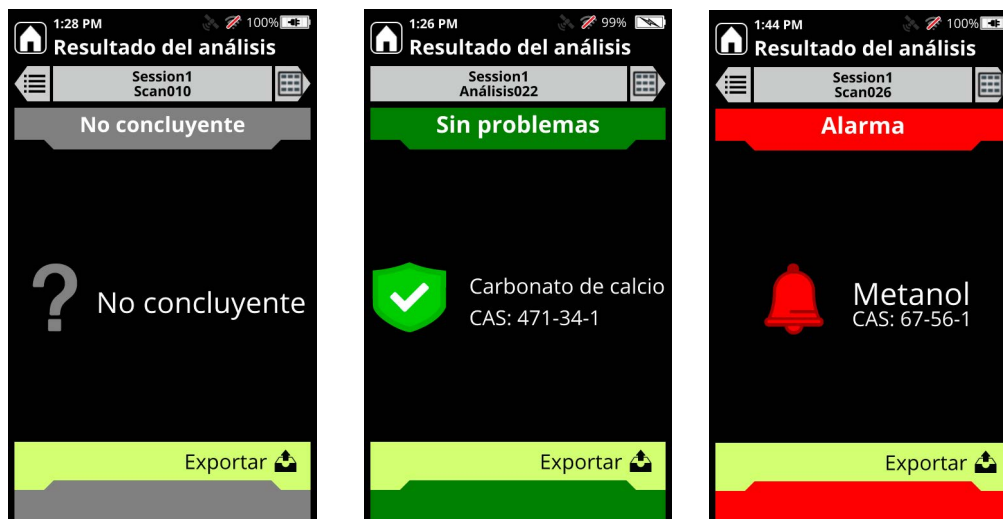 1:28 PM 100%
Resultado del análisis
Session1
Scan010
No concluyente
No concluyente
Exportar
1:26 PM 99%
Resultado del análisis
Session1
Análisis022
Sin problemas
Carbonato de calcio
CAS: 471-34-1
Exportar
1:44 PM 100%
Resultado del análisis
Session1
Scan026
Alarma
Metanol
CAS: 67-56-1
Exportar